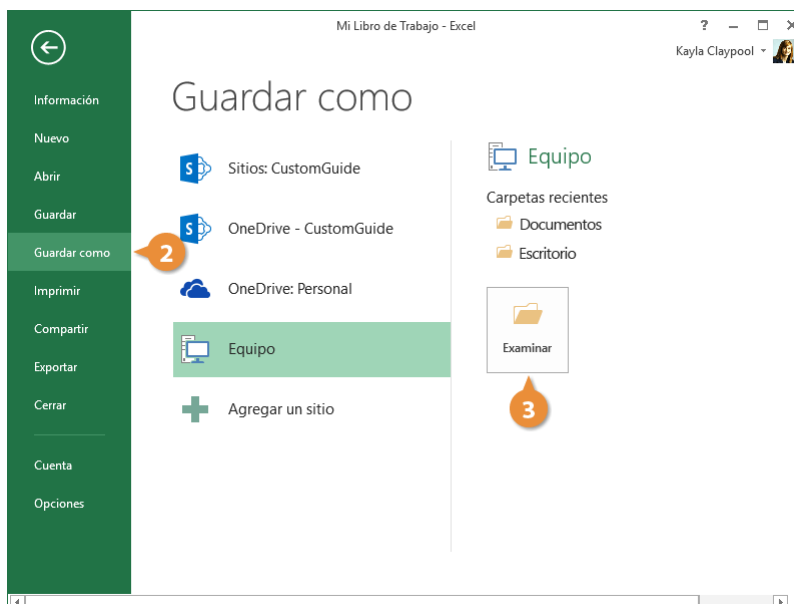 Mi Libro de Trabajo - Excel
?
Kayla Claypool
Información
Nuevo
Abrir
Guardar
Guardar como
Imprimir
Compartir
Exportar
Cerrar
Cuenta
Opciones
Guardar como
Sitios: CustomGuide
OneDrive - CustomGuide
OneDrive: Personal
Equipo
Agregar un sitio
Equipo
Carpetas recientes
Documentos
Escritorio
Examinar
2
3
S
S